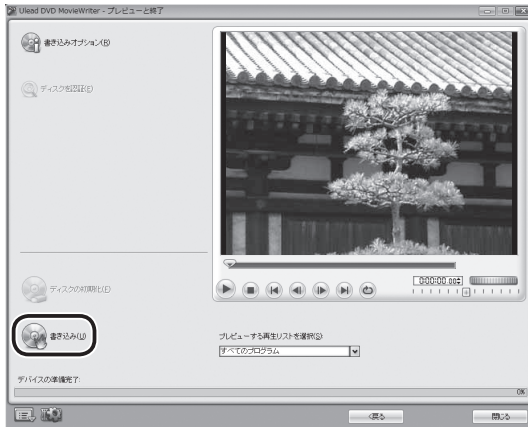 Ulead DVD MovieWriter - プレビューと終了
書き込みオプション(R)
ディスクを認証(E)
ディスクの初期化(E)
書き込み(U)
0:00:00.00
プレビューする再生リストを選択(S):
すべてのプログラム
デバイスの準備完了:
0%
<戻る
閉じる